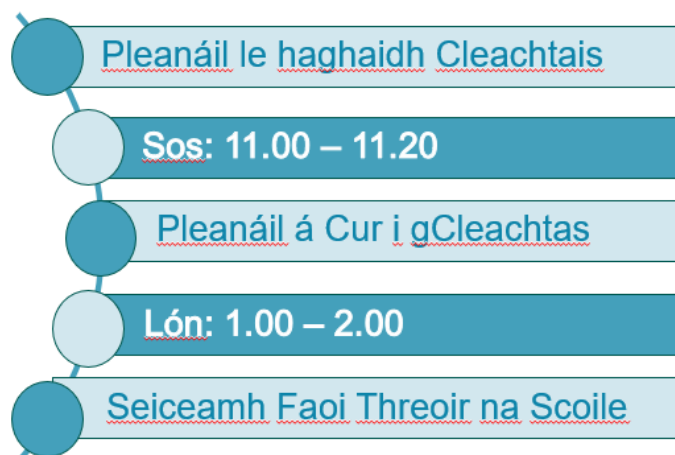 Pleanáil le haghaidh Cleachtais
Sos: 11.00 – 11.20
Pleanáil á Cur i gCleachtas
Lón: 1.00 – 2.00
Seiceamh Faoi Threoir na Scoile